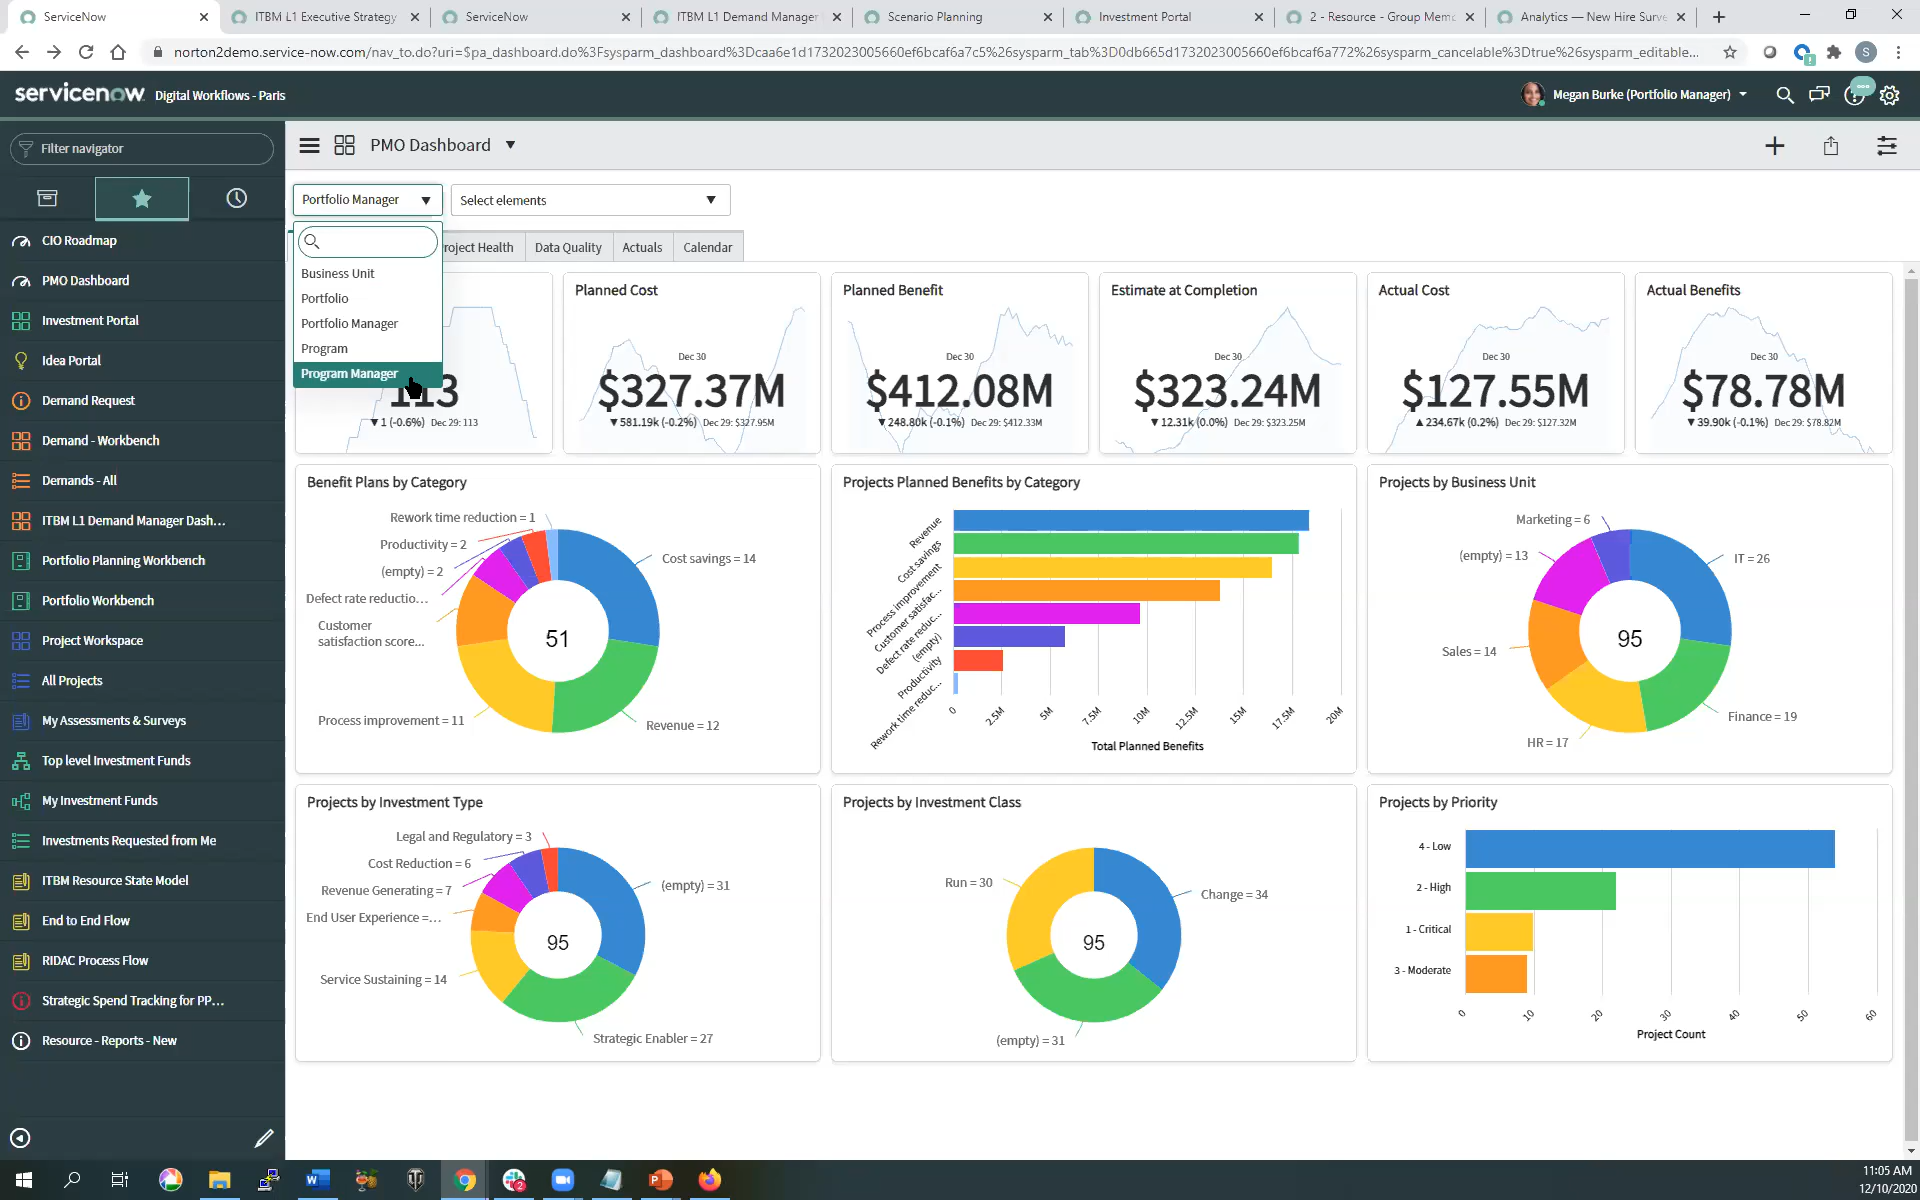 ServiceNow
ITBM L1 Executive Strategy
ServiceNow
ITBM L1 Demand Manager
Scenario Planning
Investment Portal
2 - Resource - Group Memb
Analytics — New Hire Surve
norton2demo.service-now.com/nav_to.do?uri=$pa_dashboard.do%3Fsysparm_dashboard%3Dcaa6e1d1732023005660ef6bcaf6a7c5%26sysparm_tab%3D0db665d1732023005660ef6bcaf6a772%26sysparm_cancelable%3Dtrue%26sysparm_editable...
S
servicenow
Digital Workflows - Paris
Megan Burke (Portfolio Manager)
Filter navigator
CIO Roadmap
PMO Dashboard
Investment Portal
Idea Portal
Demand Request
Demand - Workbench
Demands - All
ITBM L1 Demand Manager Dash...
Portfolio Planning Workbench
Portfolio Workbench
Project Workspace
All Projects
My Assessments & Surveys
Top level Investment Funds
My Investment Funds
Investments Requested from Me
ITBM Resource State Model
End to End Flow
RIDAC Process Flow
Strategic Spend Tracking for PP...
Resource - Reports - New
PMO Dashboard
Portfolio Manager
Select elements
Business Unit
Portfolio
Portfolio Manager
Program
Program Manager
roject Health
Data Quality
Actuals
Calendar
113
▼1 (-0.6%) Dec 29: 113
Planned Cost
Dec 30
$327.37M
▼581.19k (-0.2%) Dec 29: $327.95M
Planned Benefit
Dec 30
$412.08M
▼248.80k (-0.1%) Dec 29: $412.33M
Estimate at Completion
Dec 30
$323.24M
▼12.31k (0.0%) Dec 29: $323.25M
Actual Cost
Dec 30
$127.55M
▲234.67k (0.2%) Dec 29: $127.32M
Actual Benefits
Dec 30
$78.78M
▼39.90k (-0.1%) Dec 29: $78.82M
Benefit Plans by Category
Rework time reduction = 1
Productivity = 2
(empty) = 2
Defect rate reductio...
Customer
satisfaction score...
Process improvement = 11
Cost savings = 14
Revenue = 12
51
Projects Planned Benefits by Category
Revenue
Cost savings
Process improvement
Customer satisfac...
Defect rate reduc...
(empty)
Productivity
Rework time reduc...
0
2.5M
5M
7.5M
10M
12.5M
15M
17.5M
20M
Total Planned Benefits
Projects by Business Unit
Marketing = 6
(empty) = 13
Sales = 14
HR = 17
IT = 26
Finance = 19
95
Projects by Investment Type
Legal and Regulatory = 3
Cost Reduction = 6
Revenue Generating = 7
End User Experience =...
Service Sustaining = 14
(empty) = 31
Strategic Enabler = 27
95
Projects by Investment Class
Run = 30
Change = 34
(empty) = 31
95
Projects by Priority
4 - Low
2 - High
1 - Critical
3 - Moderate
0
10
20
30
40
50
60
Project Count
2
11:05 AM
12/10/2020